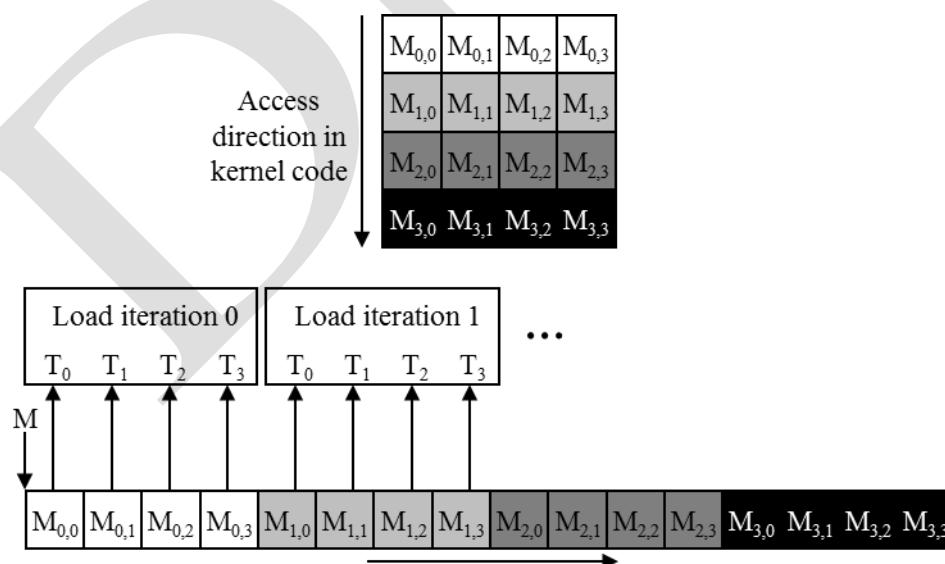 M0,0 M0,1 M0,2 M0,3
Access
direction in
kernel code
M1,0 M1,1 M1,2 M1,3
M2,0 M2,1 M2,2 M2,3
M3,0 M3,1 M3,2 M3,3
Load iteration 0
T0 T1 T2 T3
Load iteration 1
T0 T1 T2 T3
...
M
M0,0 M0,1 M0,2 M0,3 M1,0 M1,1 M1,2 M1,3 M2,0 M2,1 M2,2 M2,3 M3,0 M3,1 M3,2 M3,3